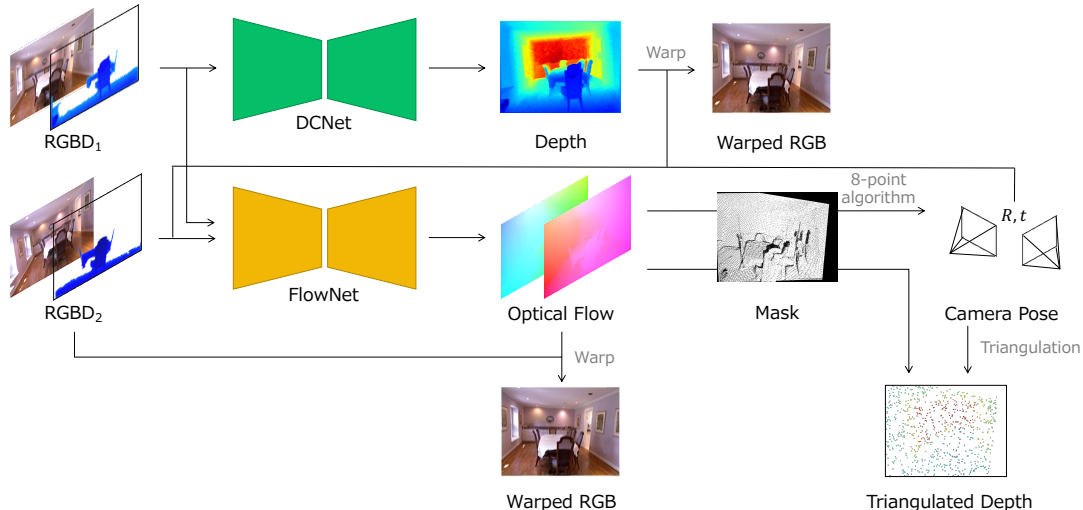 Warp
DCNet
RGBD₁
Depth
Warped RGB
8-point
algorithm
R, t
FlowNet
RGBD₂
Optical Flow
Mask
Camera Pose
Warp
Triangulation
Warped RGB
Triangulated Depth